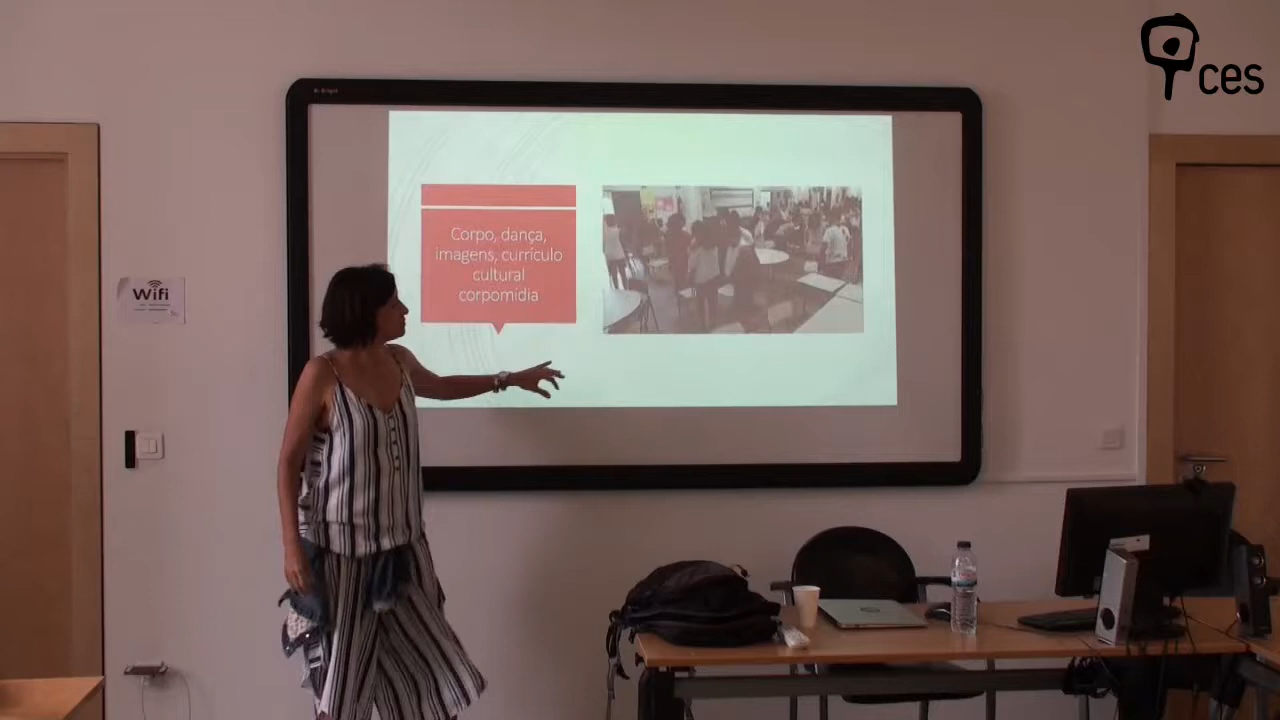 ces
Corpo, dança,
imagens, currículo
cultural
corpomídia
Wifi